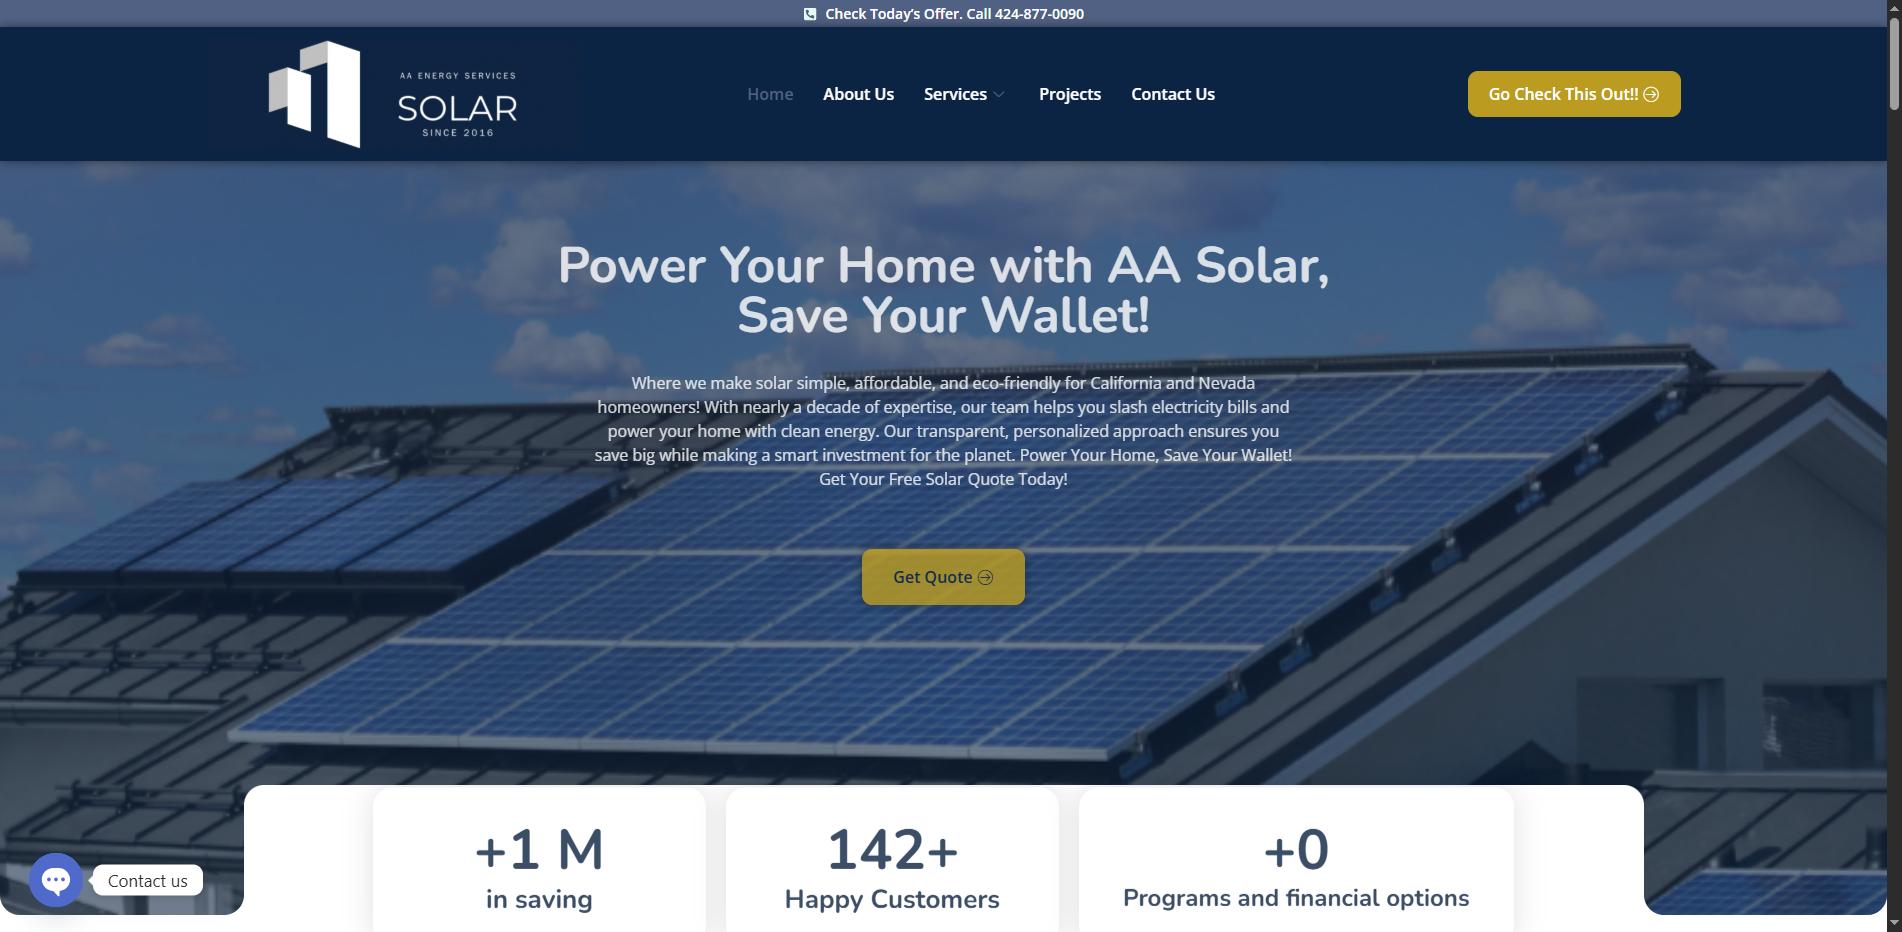 Check Today's Offer. Call 424-877-0090
AA ENERGY SERVICES
SOLAR
SINCE 2016
Home
About Us
Services
Projects
Contact Us
Go Check This Out!!
Power Your Home with AA Solar,
Save Your Wallet!
Where we make solar simple, affordable, and eco-friendly for California and Nevada
homeowners! With nearly a decade of expertise, our team helps you slash electricity bills and
power your home with clean energy. Our transparent, personalized approach ensures you
save big while making a smart investment for the planet. Power Your Home, Save Your Wallet!
Get Your Free Solar Quote Today!
Get Quote
+1 M
in saving
142+
Happy Customers
+0
Programs and financial options
Contact us